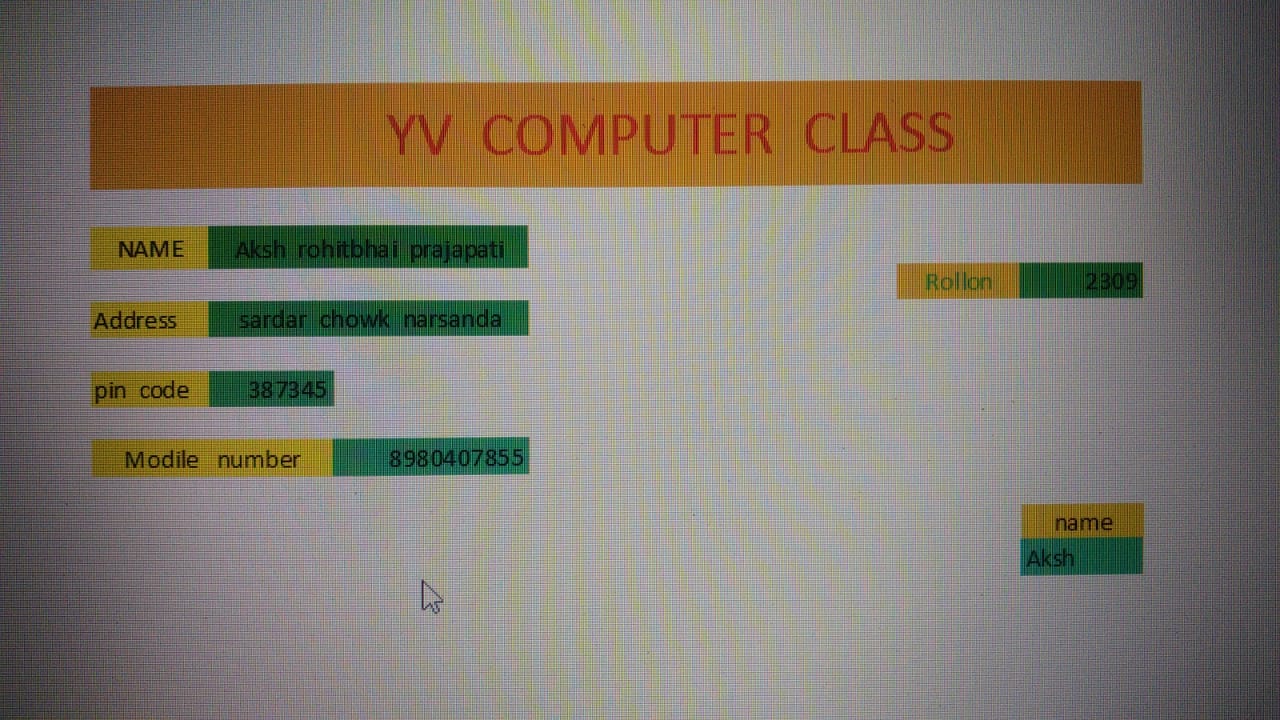 YV COMPUTER CLASS
NAME Aksh rohitbhai prajapati
Rollon 2309
Address sardar chowk narsanda
pin code 387345
Modile number 8980407855
name
Aksh